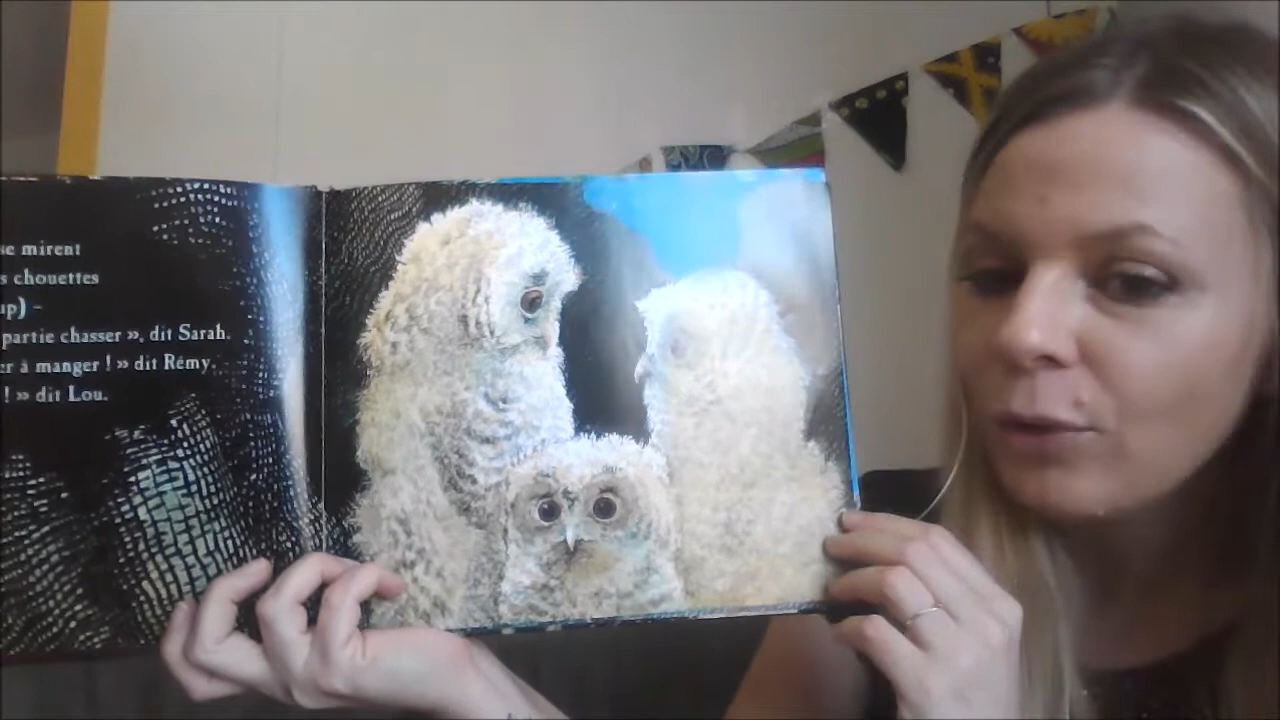 se mirent
s chouettes
up) -
partie chasser », dit Sarah.
er à manger ! » dit Rémy.
! » dit Lou.